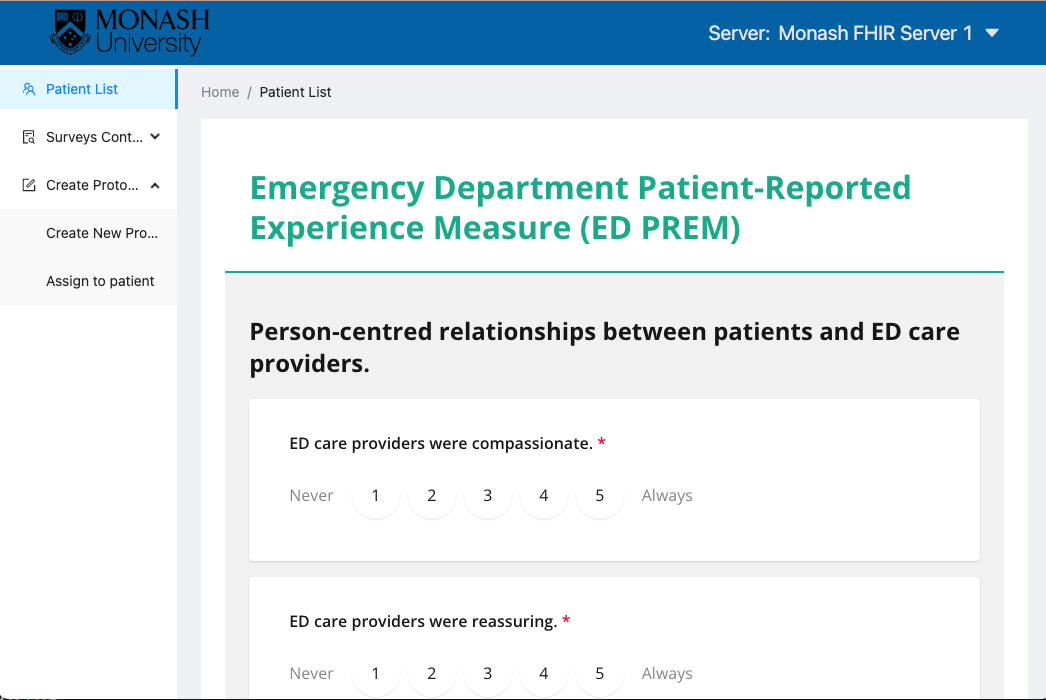 MONASH
University
Server: Monash FHIR Server 1
Patient List
Home / Patient List
Surveys Cont...
Create Proto...
Create New Pro...
Assign to patient
Emergency Department Patient-Reported
Experience Measure (ED PREM)
Person-centred relationships between patients and ED care
providers.
ED care providers were compassionate. *
Never 1 2 3 4 5 Always
ED care providers were reassuring. *
Never 1 2 3 4 5 Always